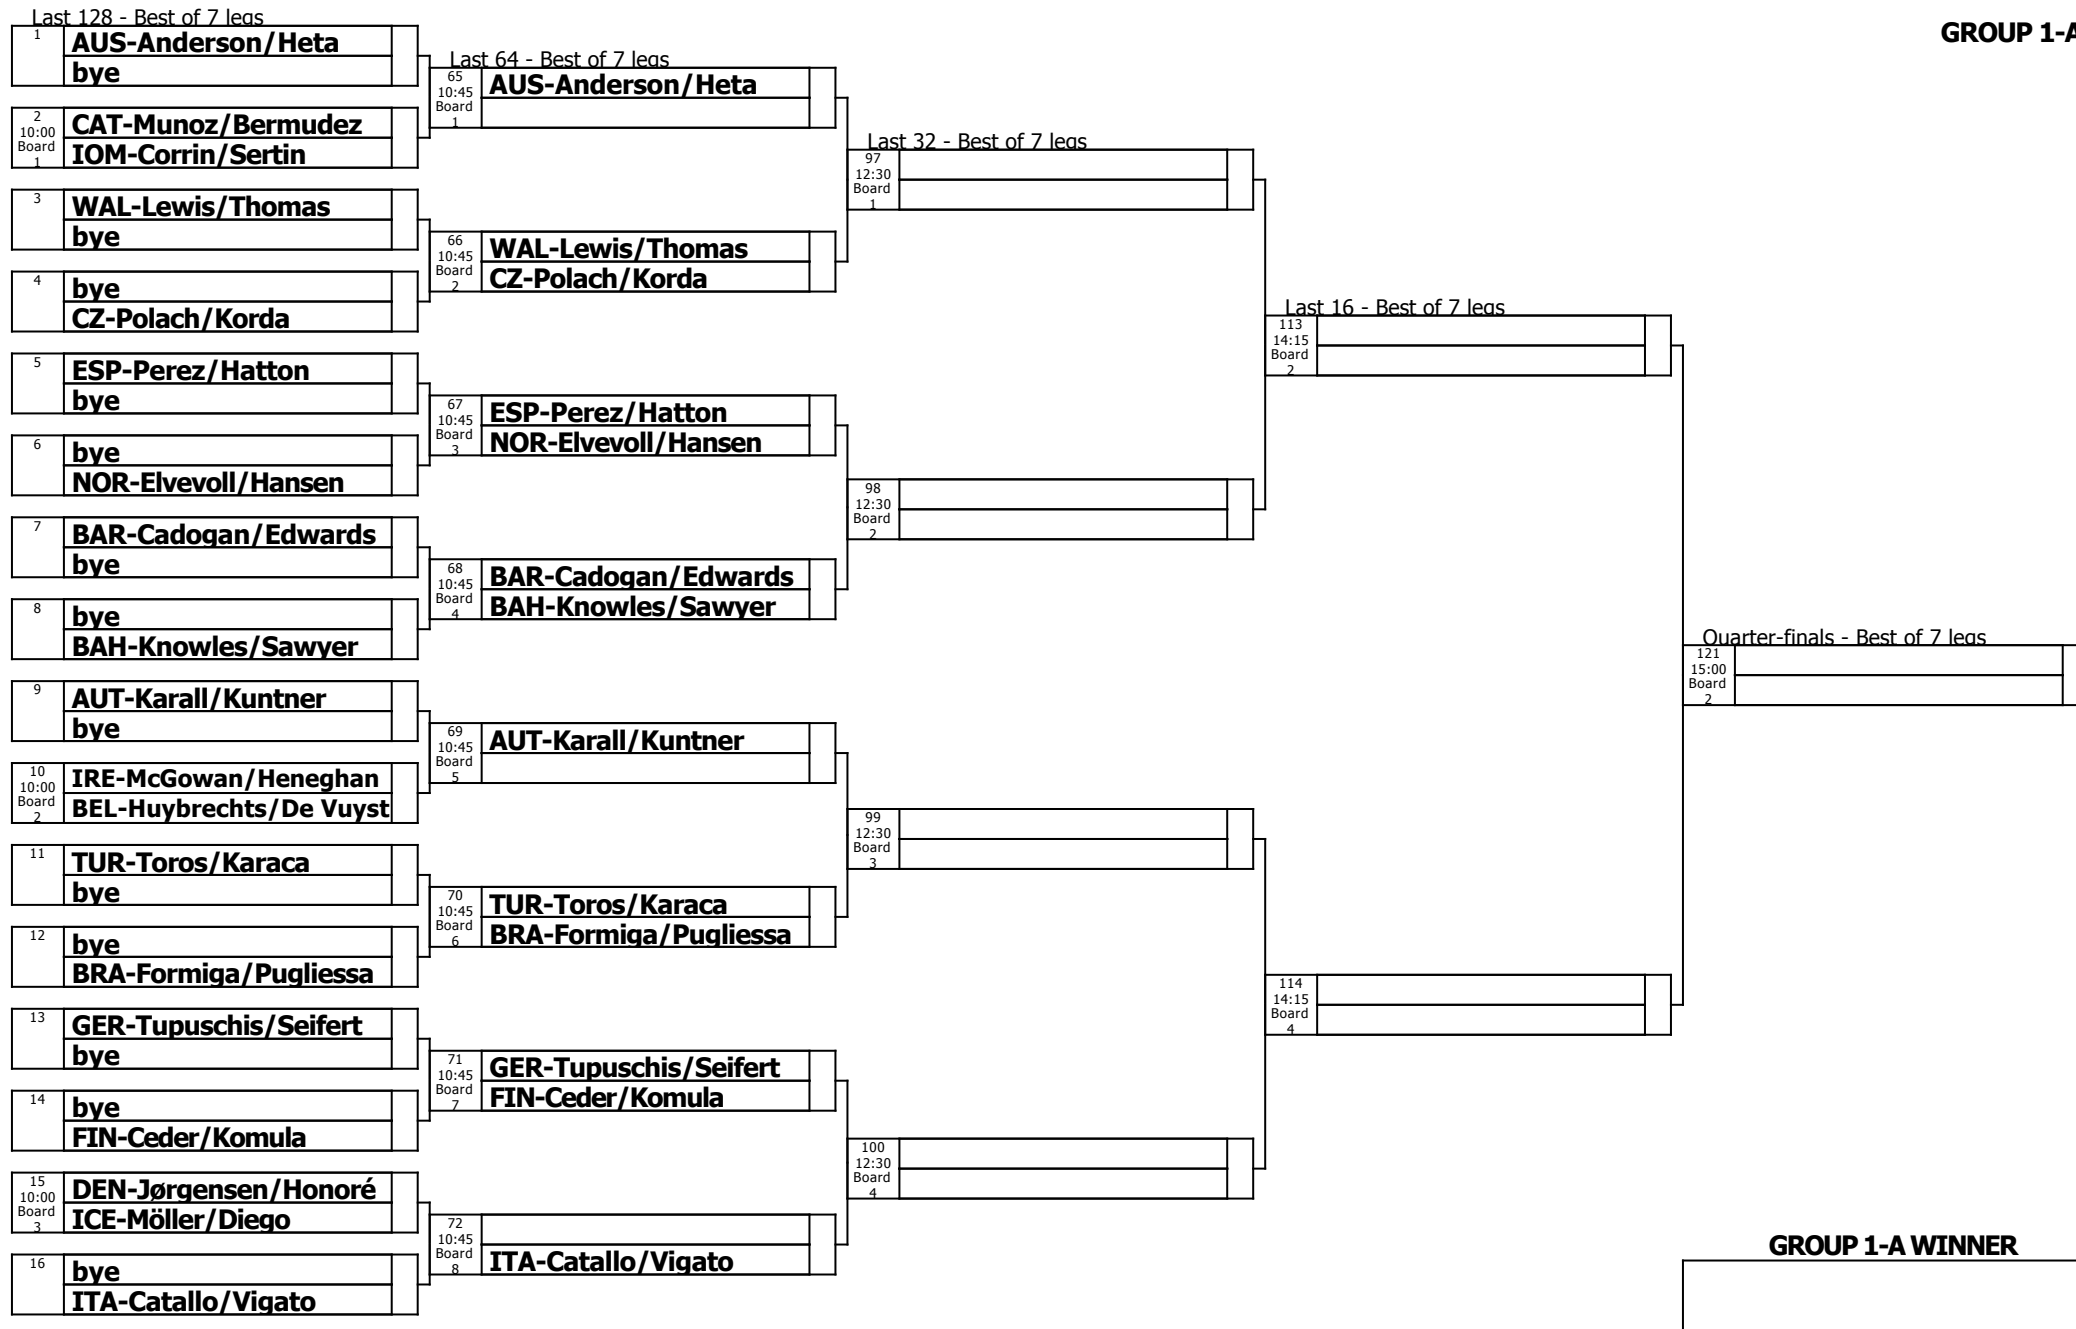 Last 128 - Best of 7 legs
1
AUS-Anderson/Heta
bye
2
10:00
Board
1
CAT-Munoz/Bermudez
IOM-Corrin/Sertin
3
WAL-Lewis/Thomas
bye
4
bye
CZ-Polach/Korda
5
ESP-Perez/Hatton
bye
6
bye
NOR-Elvevoll/Hansen
7
BAR-Cadogan/Edwards
bye
8
bye
BAH-Knowles/Sawyer
9
AUT-Karall/Kuntner
bye
10
10:00
Board
2
IRE-McGowan/Heneghan
BEL-Huybrechts/De Vuyst
11
TUR-Toros/Karaca
bye
12
bye
BRA-Formiga/Pugliessa
13
GER-Tupuschis/Seifert
bye
14
bye
FIN-Ceder/Komula
15
10:00
Board
3
DEN-Jørgensen/Honoré
ICE-Möller/Diego
16
bye
ITA-Catallo/Vigato
Last 64 - Best of 7 legs
65
10:45
Board
1
AUS-Anderson/Heta
66
10:45
Board
2
WAL-Lewis/Thomas
CZ-Polach/Korda
67
10:45
Board
3
ESP-Perez/Hatton
NOR-Elvevoll/Hansen
68
10:45
Board
4
BAR-Cadogan/Edwards
BAH-Knowles/Sawyer
69
10:45
Board
5
AUT-Karall/Kuntner
70
10:45
Board
6
TUR-Toros/Karaca
BRA-Formiga/Pugliessa
71
10:45
Board
7
GER-Tupuschis/Seifert
FIN-Ceder/Komula
72
10:45
Board
8
ITA-Catallo/Vigato
Last 32 - Best of 7 legs
97
12:30
Board
1
98
12:30
Board
2
99
12:30
Board
3
100
12:30
Board
4
Last 16 - Best of 7 legs
113
14:15
Board
2
114
14:15
Board
4
GROUP 1-A
Quarter-finals - Best of 7 legs
121
15:00
Board
2
GROUP 1-A WINNER